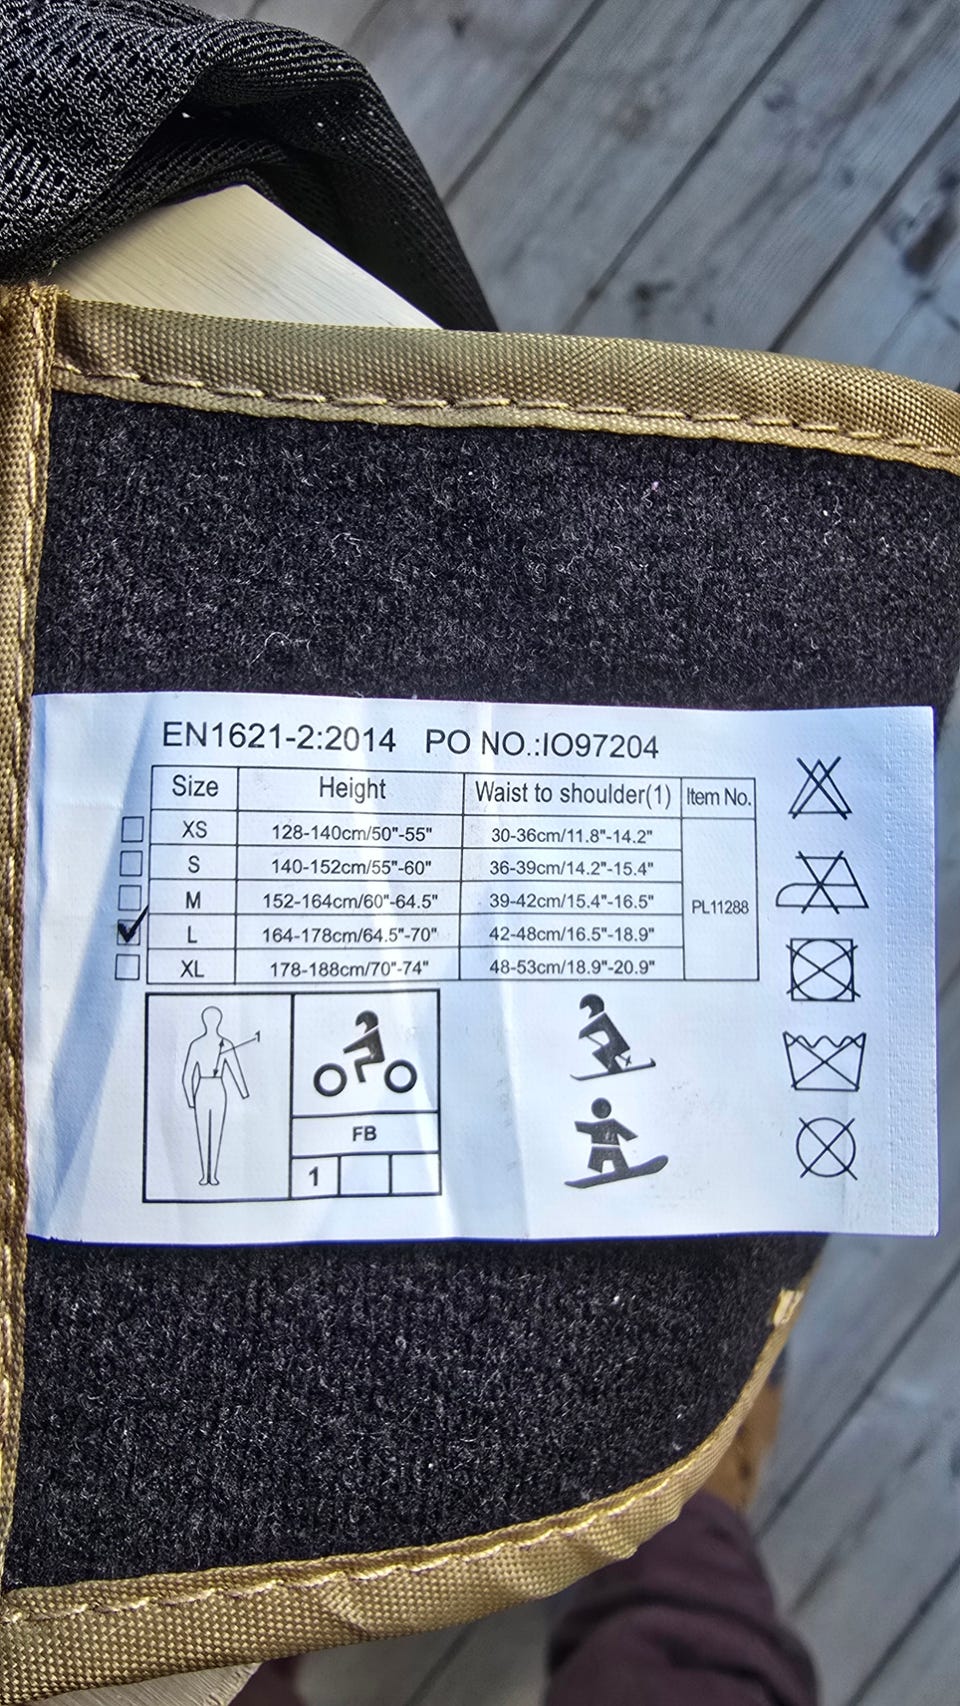 EN1621-2:2014 PO NO.:IO97204
Size Height Waist to shoulder(1) Item No.
XS 128-140cm/50"-55" 30-36cm/11.8"-14.2"
S 140-152cm/55"-60" 36-39cm/14.2"-15.4"
M 152-164cm/60"-64.5" 39-42cm/15.4"-16.5" PL11288
L 164-178cm/64.5"-70" 42-48cm/16.5"-18.9"
XL 178-188cm/70"-74" 48-53cm/18.9"-20.9"
1
FB
1